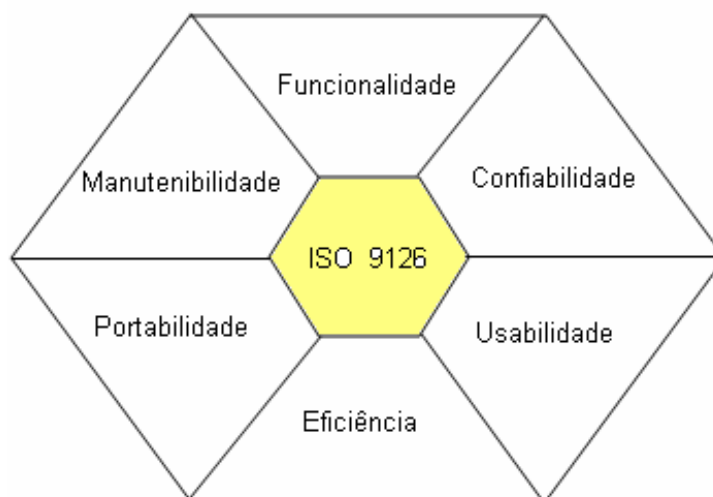 Funcionalidade
Manutenibilidade
Confiabilidade
ISO 9126
Portabilidade
Usabilidade
Eficiência